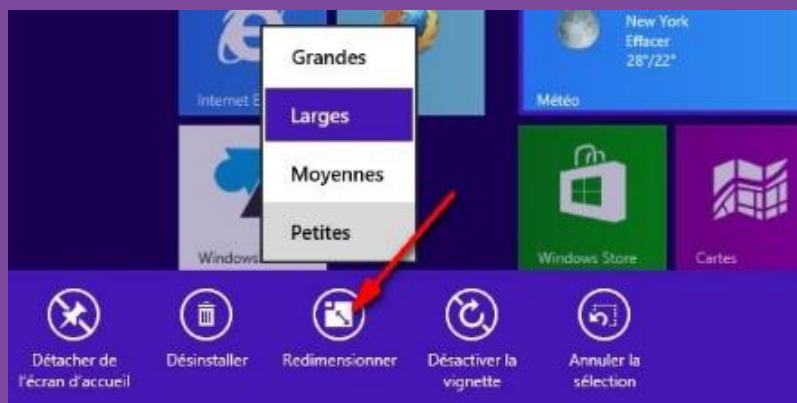 New York
Effacer
28°/22°
Grandes
Internet E
Météo
Larges
Moyennes
Petites
Windows
Windows Store
Cartes
Détacher de
l'écran d'accueil
Désinstaller
Redimensionner
Désactiver la
vignette
Annuler la
sélection